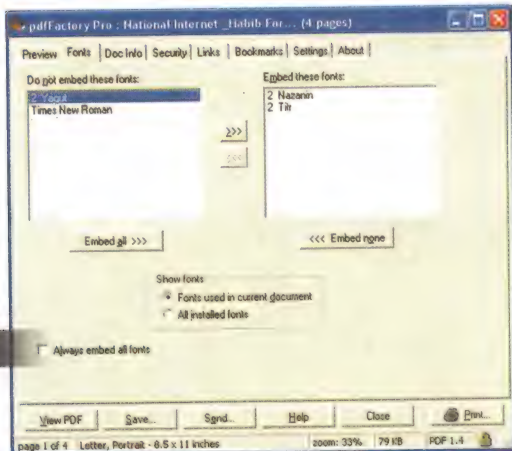 pdfFactory Pro : National Internet _Habib For... (4 pages)
Preview Fonts Doc Info Security Links Bookmarks Settings About
Do not embed these fonts:
2 Yagut
Times New Roman
>>>
<<<
Embed these fonts:
2 Nazanin
2 Titr
Embed all >>>
<<< Embed none
Show fonts
Fonts used in current document
All installed fonts
Always embed all fonts
View PDF Save... Send... Help Close Print...
page 1 of 4 Letter, Portrait - 8.5 x 11 inches zoom: 33% 79 KB PDF 1.4